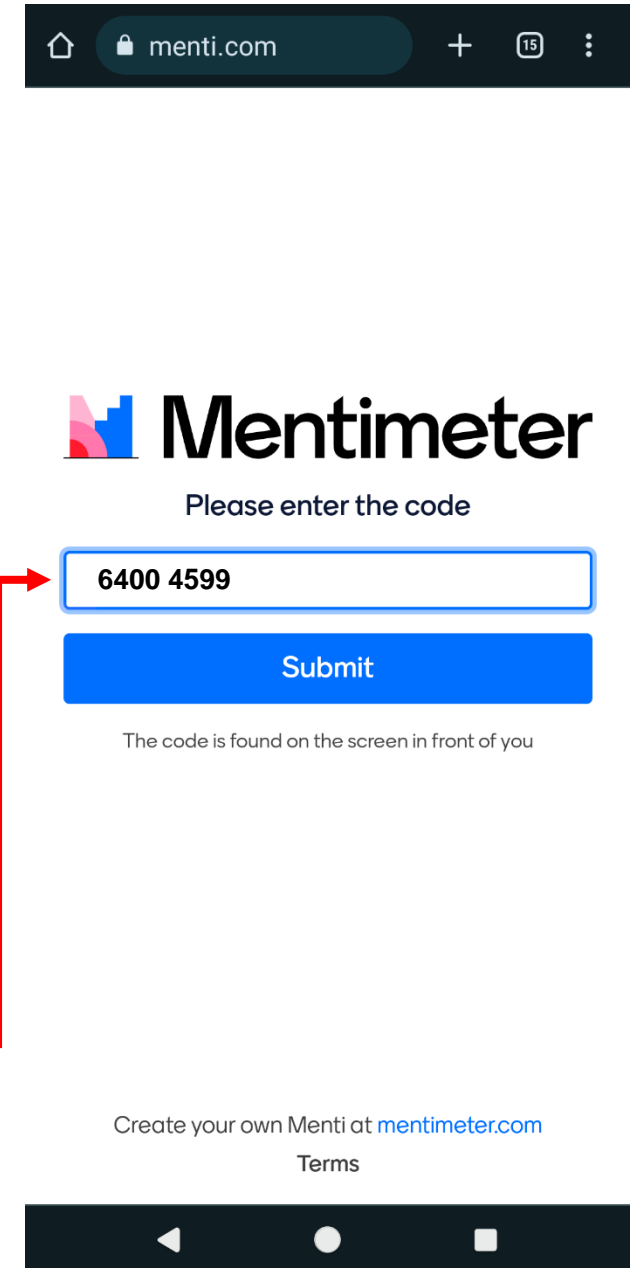 menti.com
15
Mentimeter
Please enter the code
6400 4599
Submit
The code is found on the screen in front of you
Create your own Menti at mentimeter.com
Terms